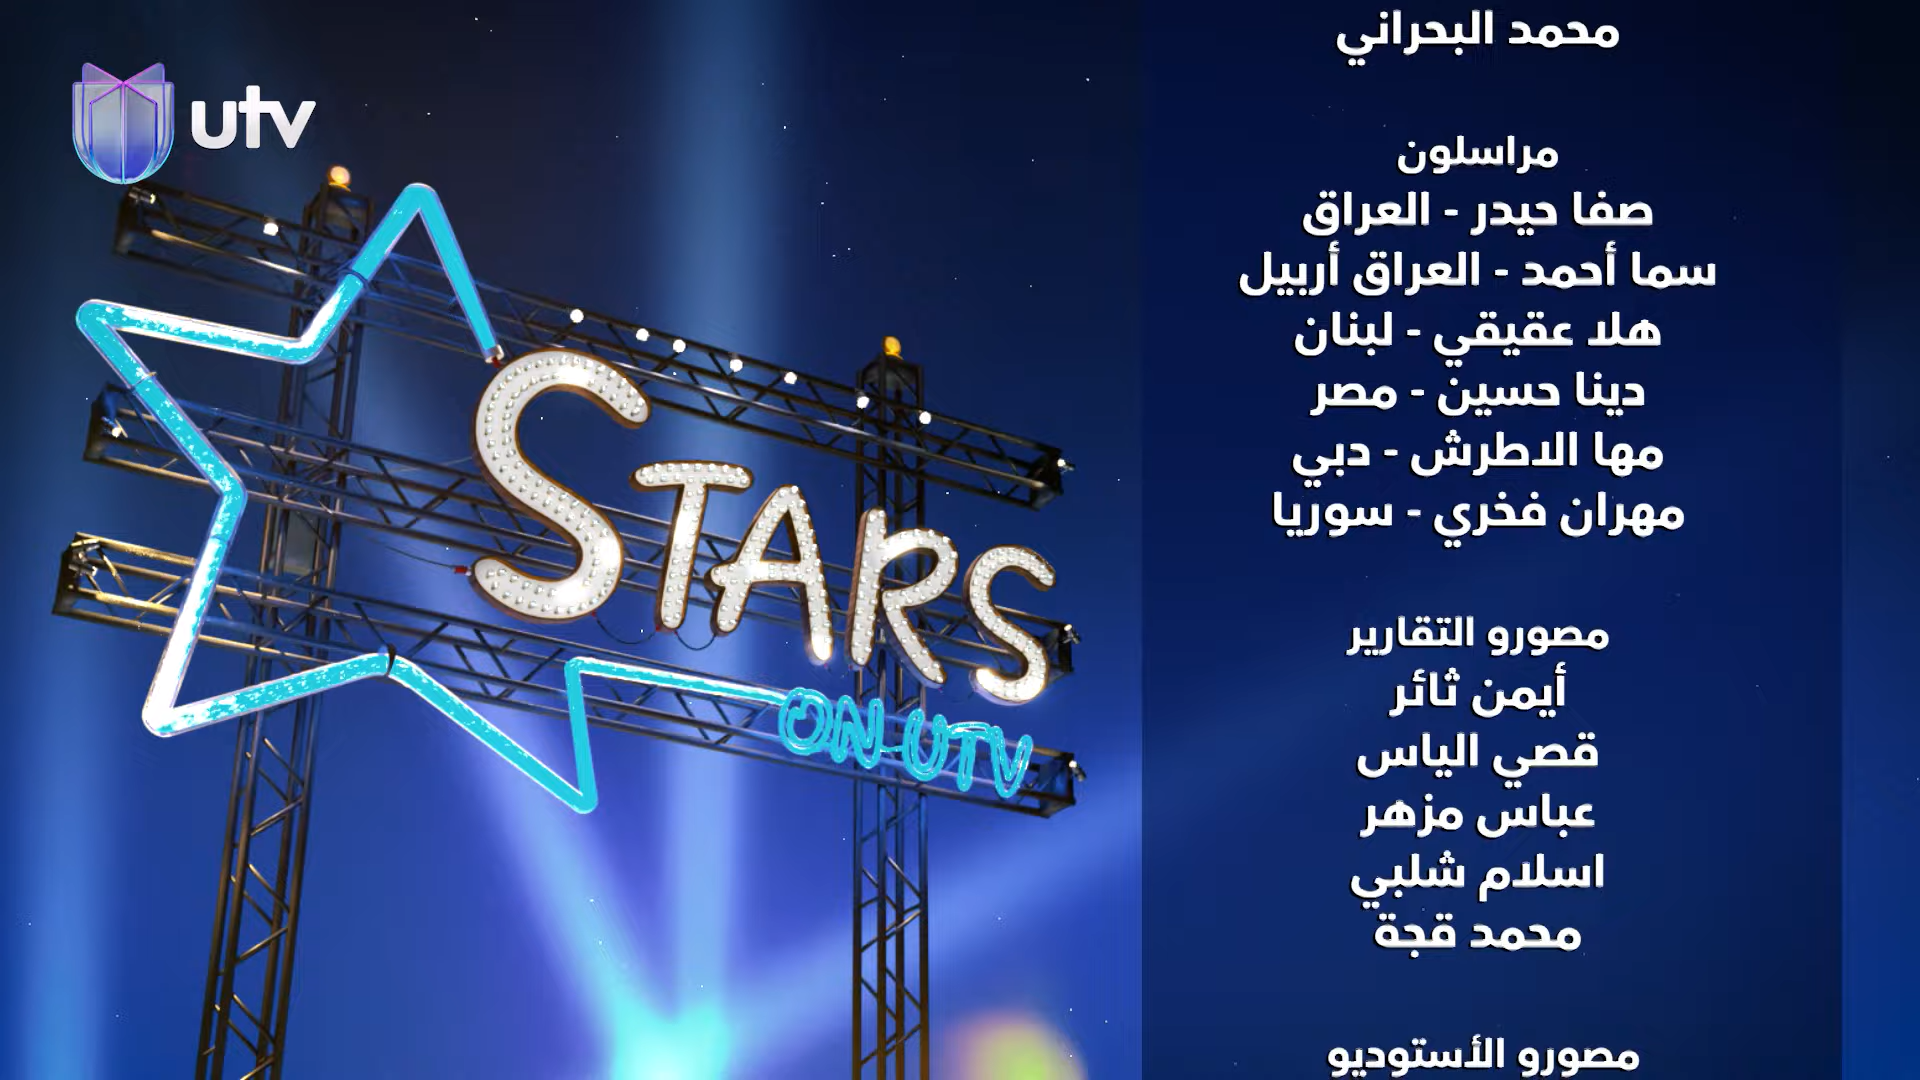 utv
STARS
ON UTV
محمد البحراني
مراسلون
صفا حيدر - العراق
سما أحمد - العراق أربيل
هلا عقيقي - لبنان
دينا حسين - مصر
مها الاطرش - دبي
مهران فخري - سوريا
مصورو التقارير
أيمن ثائر
قصي الياس
عباس مزهر
اسلام شلبي
محمد قجة
مصورو الأستوديو